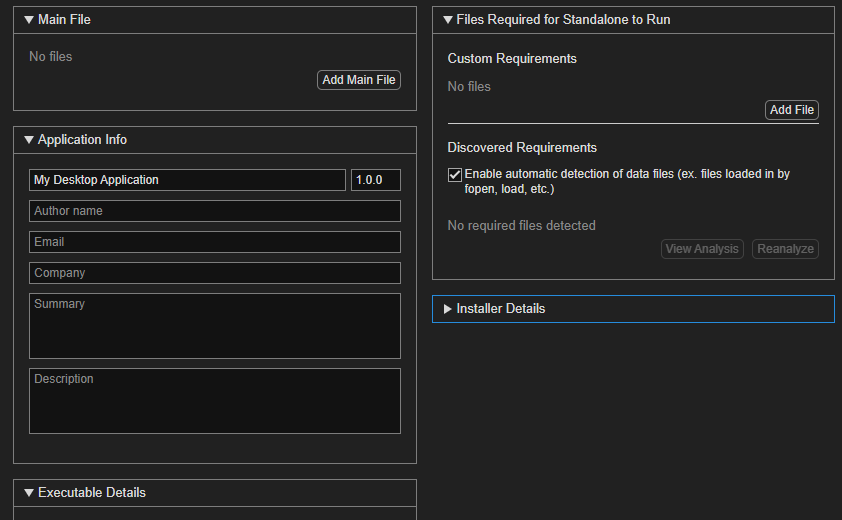 Main File
No files
Add Main File
Application Info
My Desktop Application
1.0.0
Author name
Email
Company
Summary
Description
Executable Details
Files Required for Standalone to Run
Custom Requirements
No files
Add File
Discovered Requirements
Enable automatic detection of data files (ex. files loaded in by
fopen, load, etc.)
No required files detected
View Analysis
Reanalyze
Installer Details